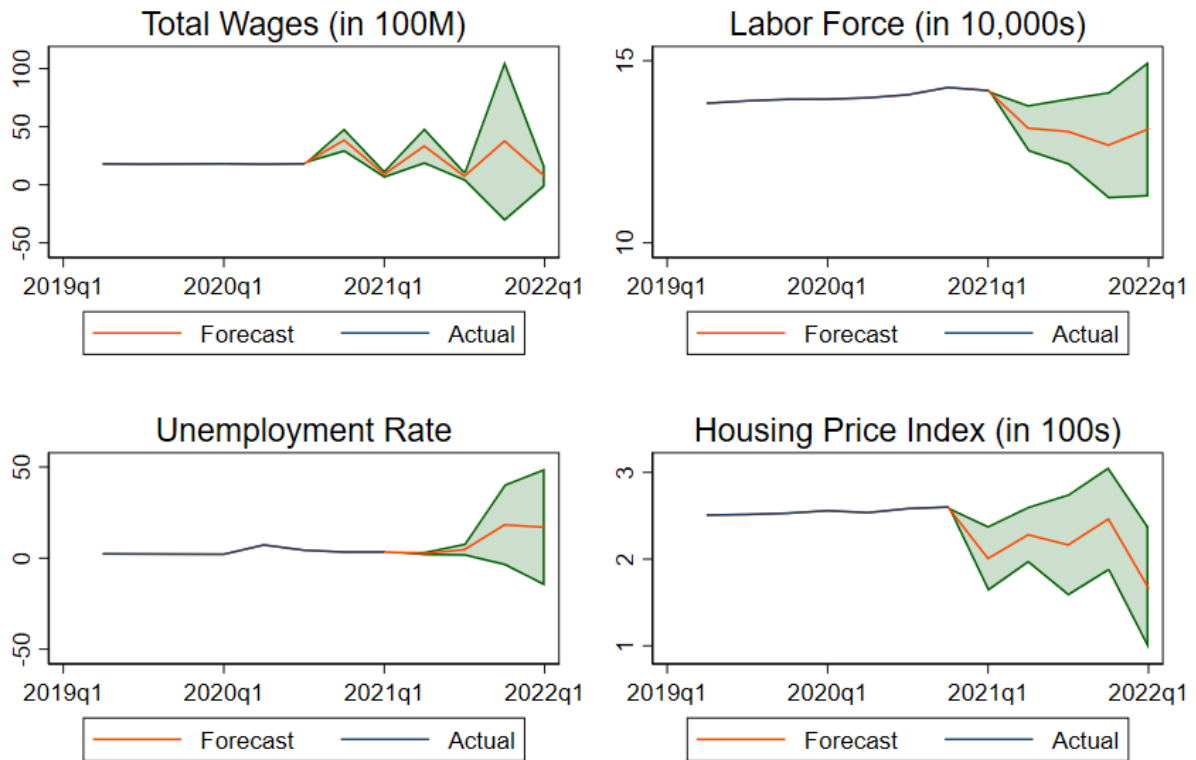 Total Wages (in 100M)
100
50
0
-50
2019q1 2020q1 2021q1 2022q1
Forecast Actual
Labor Force (in 10,000s)
15
10
2019q1 2020q1 2021q1 2022q1
Forecast Actual
Unemployment Rate
50
0
-50
2019q1 2020q1 2021q1 2022q1
Forecast Actual
Housing Price Index (in 100s)
3
2
1
2019q1 2020q1 2021q1 2022q1
Forecast Actual